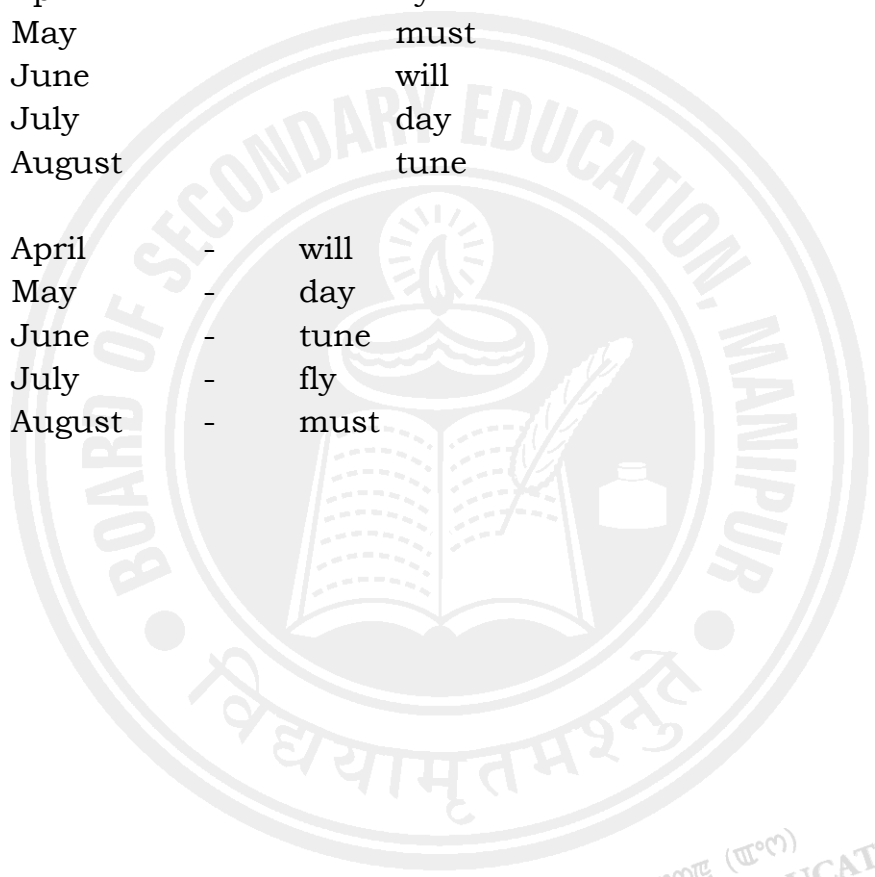 May must
June will
July day
August tune
April - will
May - day
June - tune
July - fly
August - must
BOARD OF SECONDARY EDUCATION, MANIPUR
विद्ययामृतमश्नुते